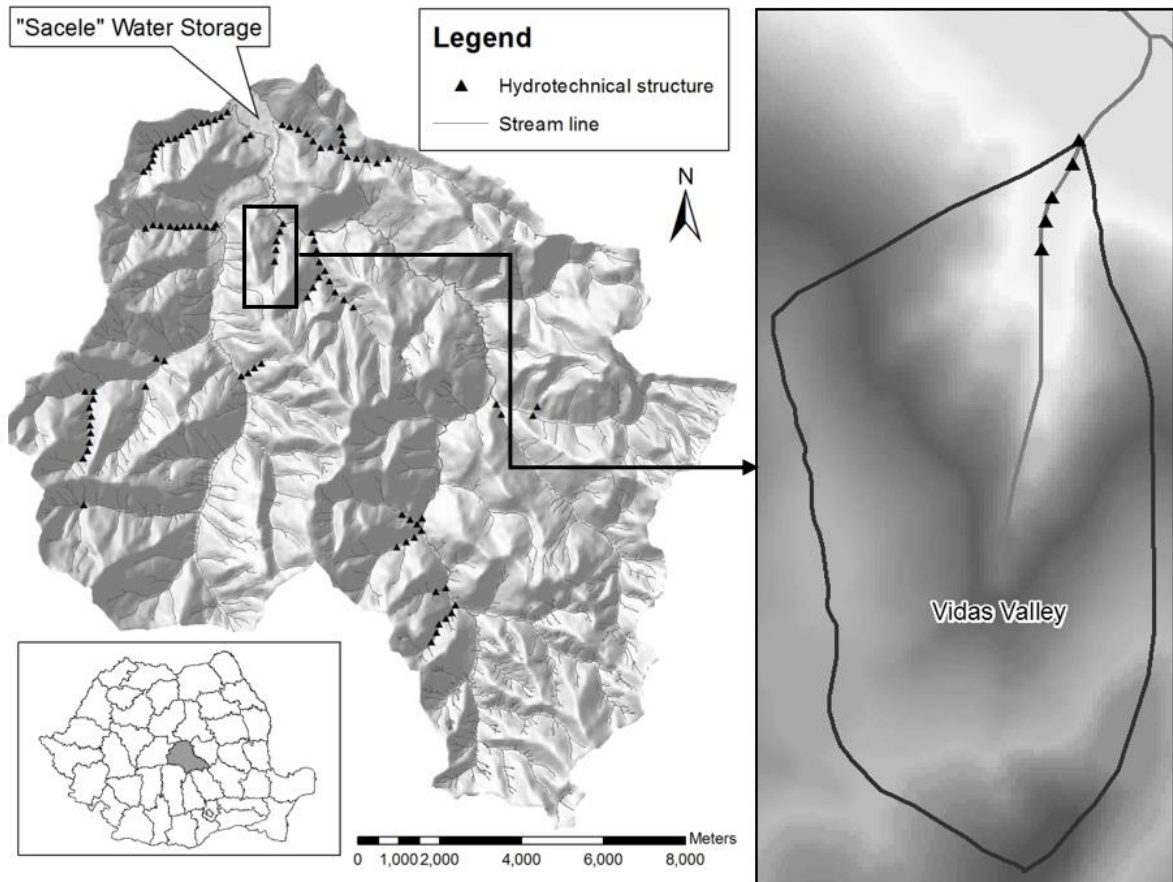 "Sacele" Water Storage
Legend
Hydrotechnical structure
Stream line
N
Vidas Valley
Meters
0 1,000 2,000 4,000 6,000 8,000